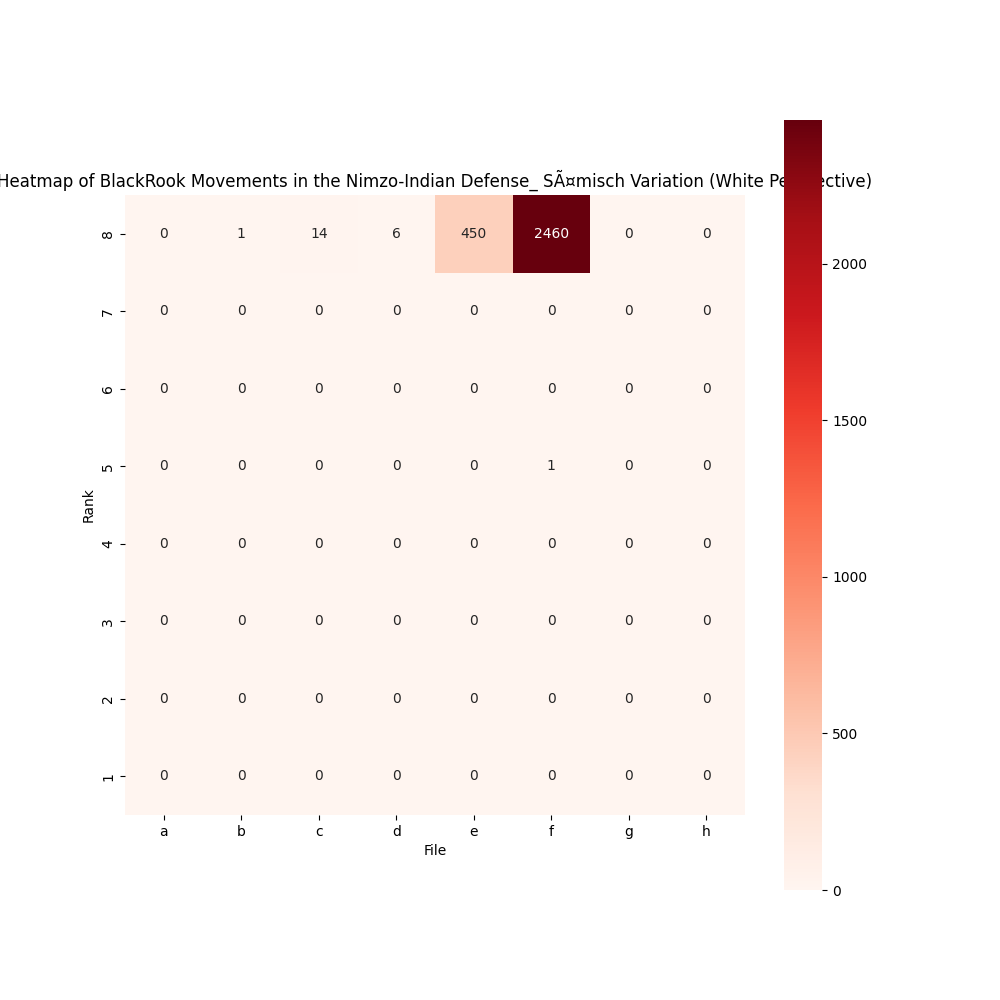 Heatmap of BlackRook Movements in the Nimzo-Indian Defense_ SÃ¤misch Variation (White Perspective)
8 0 1 14 6 450 2460 0 0
7 0 0 0 0 0 0 0 0
6 0 0 0 0 0 0 0 0
5 0 0 0 0 0 1 0 0
4 0 0 0 0 0 0 0 0
3 0 0 0 0 0 0 0 0
2 0 0 0 0 0 0 0 0
1 0 0 0 0 0 0 0 0
a b c d e f g h
File
Rank
2000
1500
1000
500
0